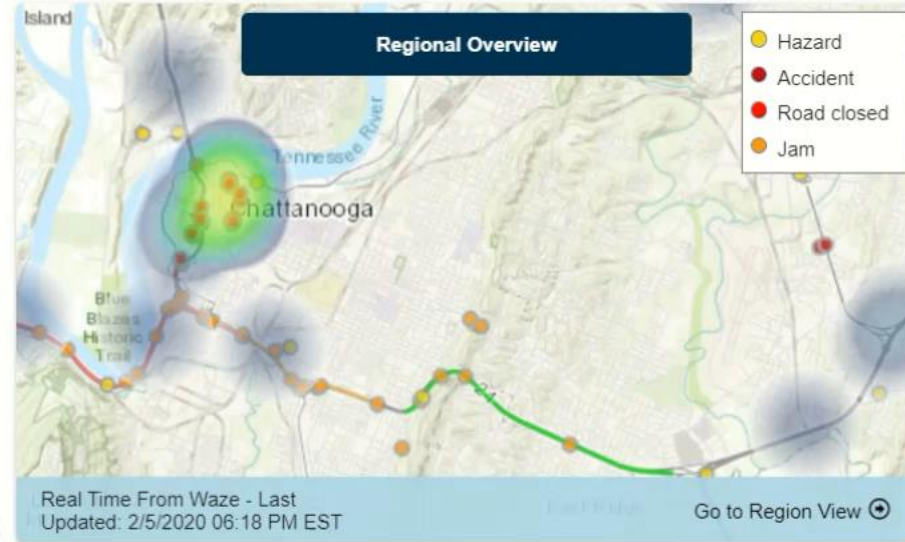 Island
Regional Overview
Hazard
Accident
Road closed
Jam
Tennessee River
Chattanooga
Blue
Blazes
Historic
Trail
24
Real Time From Waze - Last
Updated: 2/5/2020 06:18 PM EST
East Ridge
Go to Region View